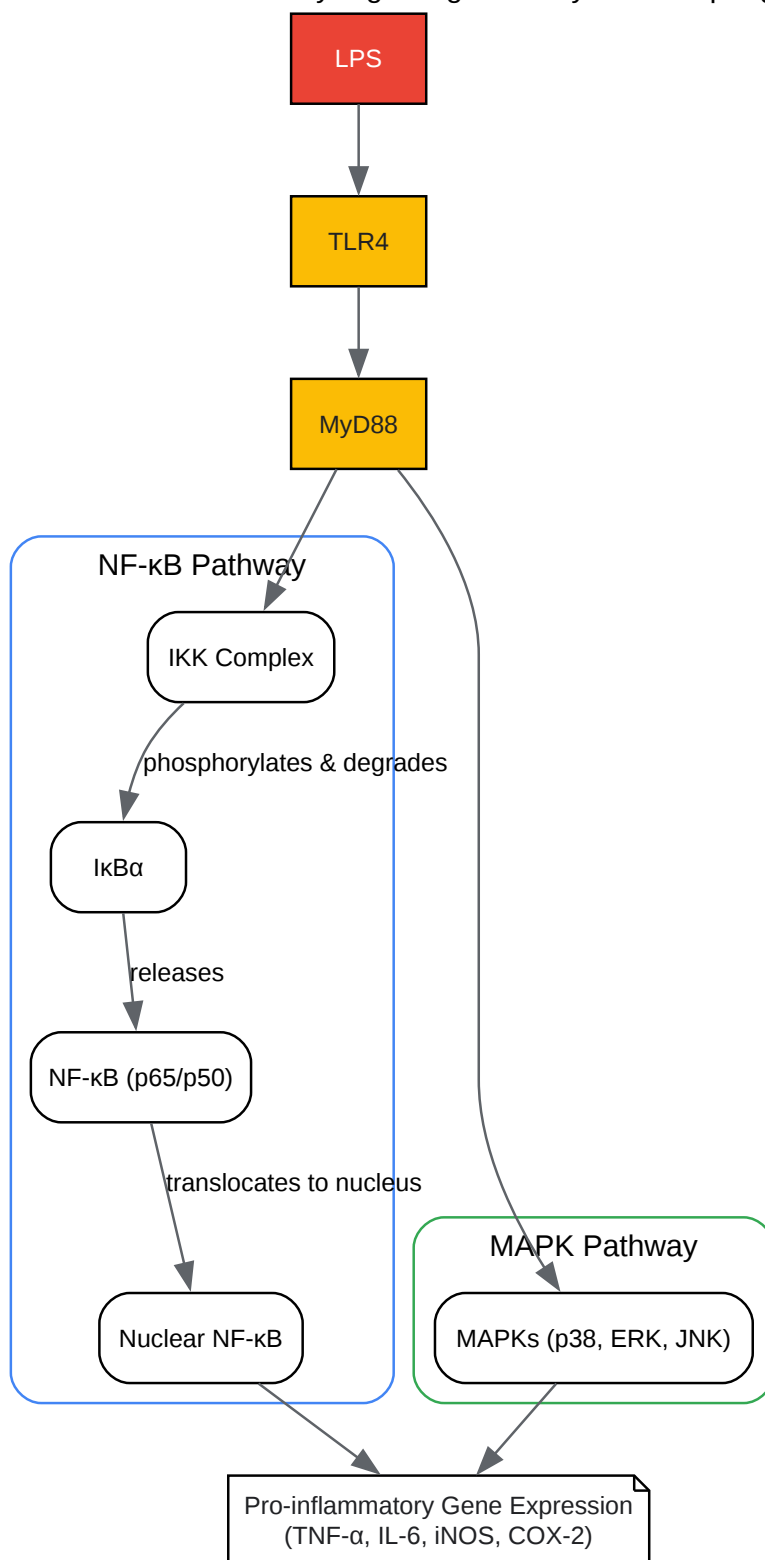 LPS
TLR4
MyD88
NF-κB Pathway
IKK Complex
phosphorylates & degrades
IκBα
releases
NF-κB (p65/p50)
translocates to nucleus
MAPK Pathway
Nuclear NF-κB
MAPKs (p38, ERK, JNK)
Pro-inflammatory Gene Expression
(TNF-α, IL-6, iNOS, COX-2)